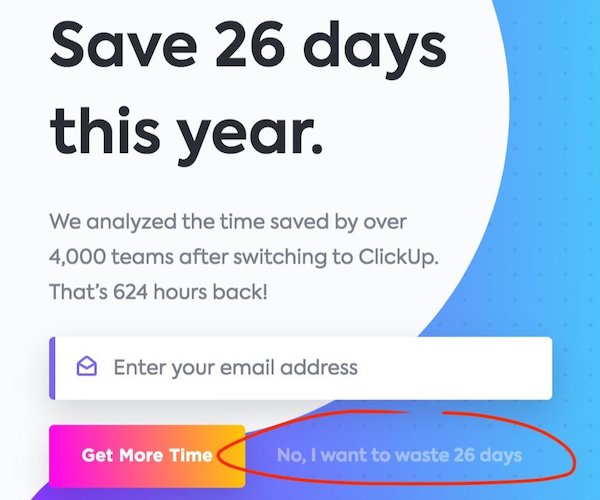 Save 26 days
this year.
We analyzed the time saved by over
4,000 teams after switching to ClickUp.
That's 624 hours back!
Enter your email address
Get More Time
No, I want to waste 26 days